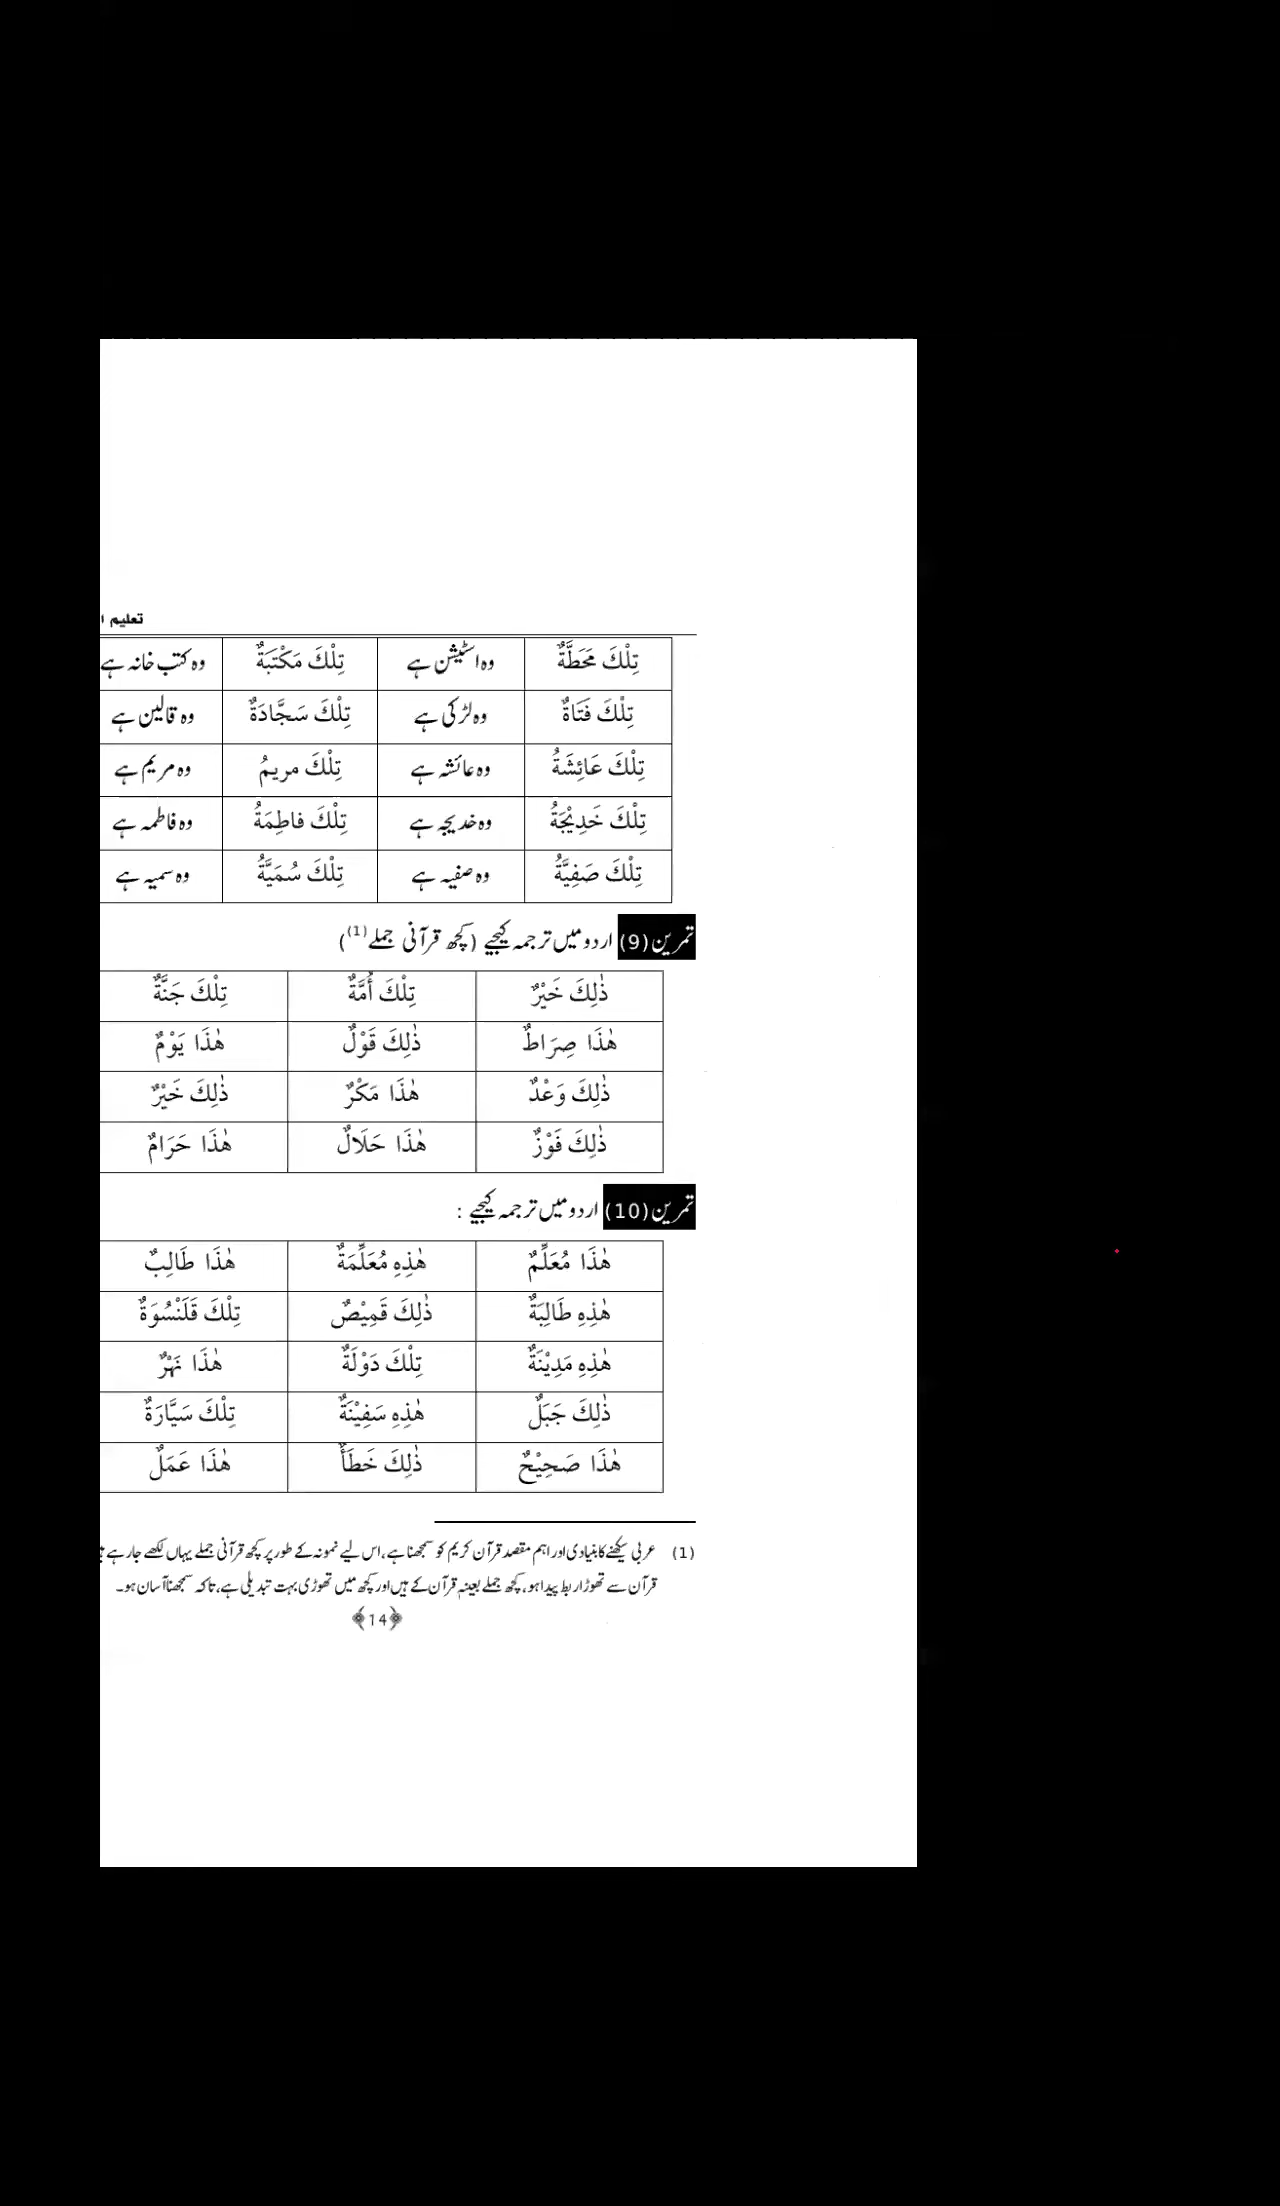 تعلیم ا
تِلْكَ مَحَطَّةٌ وہ اسٹیشن ہے تِلْكَ مَكْتَبَةٌ وہ کتب خانہ ہے
تِلْكَ فَتَاةٌ وہ لڑکی ہے تِلْكَ سَجَّادَةٌ وہ قالین ہے
تِلْكَ عَائِشَةُ وہ عائشہ ہے تِلْكَ مريمُ وہ مریم ہے
تِلْكَ خَدِيْجَةُ وہ خدیجہ ہے تِلْكَ فاطِمَةُ وہ فاطمہ ہے
تِلْكَ صَفِيَّةُ وہ صفیہ ہے تِلْكَ سُمَيَّةُ وہ سمیہ ہے
تمرین (9) اردو میں ترجمہ کیجیے (کچھ قرآنی جملے(1))
ذٰلِكَ خَيْرٌ تِلْكَ أُمَّةٌ تِلْكَ جَنَّةٌ
هٰذَا صِرَاطٌ ذٰلِكَ قَوْلٌ هٰذَا يَوْمٌ
ذٰلِكَ وَعْدٌ هٰذَا مَكْرٌ ذٰلِكَ خَيْرٌ
ذٰلِكَ فَوْزٌ هٰذَا حَلَالٌ هٰذَا حَرَامٌ
تمرین (10) اردو میں ترجمہ کیجیے :
هٰذَا مُعَلِّمٌ هٰذِهِ مُعَلِّمَةٌ هٰذَا طَالِبٌ
هٰذِهِ طَالِبَةٌ ذٰلِكَ قَمِيْصٌ تِلْكَ قَلَنْسُوَةٌ
هٰذِهِ مَدِيْنَةٌ تِلْكَ دَوْلَةٌ هٰذَا نَهْرٌ
ذٰلِكَ جَبَلٌ هٰذِهِ سَفِيْنَةٌ تِلْكَ سَيَّارَةٌ
هٰذَا صَحِيْحٌ ذٰلِكَ خَطَأٌ هٰذَا عَمَلٌ
(1) عربی سیکھنے کا بنیادی اور اہم مقصد قرآن کریم کو سمجھنا ہے، اس لیے نمونہ کے طور پر کچھ قرآنی جملے یہاں لکھے جارہے
قرآن سے تھوڑا ربط پیدا ہو، کچھ جملے بعینہٖ قرآن کے ہیں اور کچھ میں تھوڑی بہت تبدیلی ہے، تاکہ سمجھنا آسان ہو۔
﴿14﴾